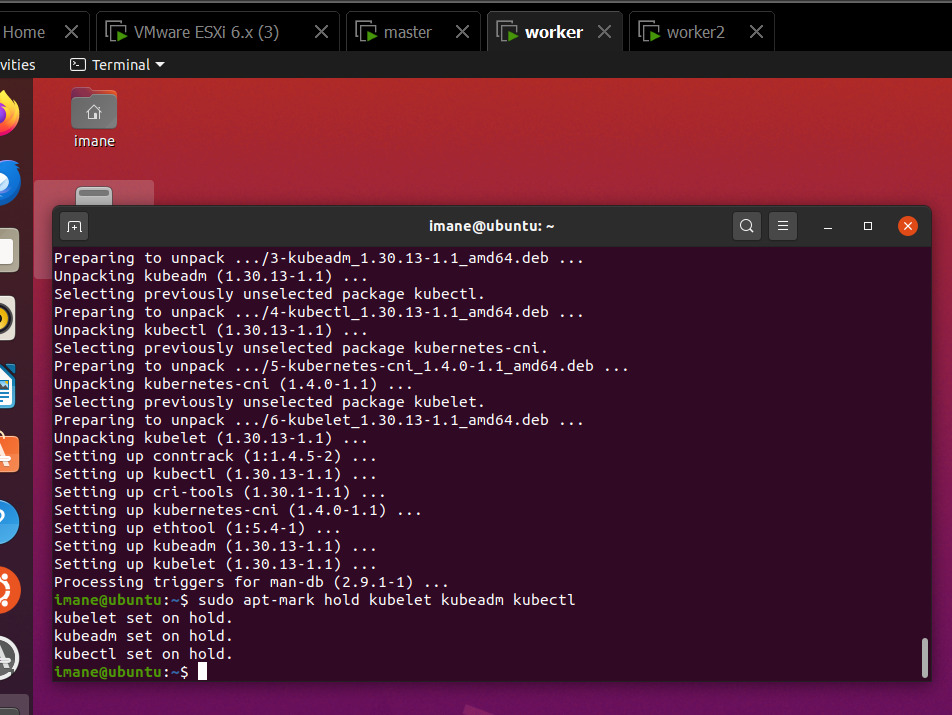 Home
VMware ESXi 6.x (3)
master
worker
worker2
vities
Terminal
imane
imane@ubuntu: ~
Preparing to unpack .../3-kubeadm_1.30.13-1.1_amd64.deb ...
Unpacking kubeadm (1.30.13-1.1) ...
Selecting previously unselected package kubectl.
Preparing to unpack .../4-kubectl_1.30.13-1.1_amd64.deb ...
Unpacking kubectl (1.30.13-1.1) ...
Selecting previously unselected package kubernetes-cni.
Preparing to unpack .../5-kubernetes-cni_1.4.0-1.1_amd64.deb ...
Unpacking kubernetes-cni (1.4.0-1.1) ...
Selecting previously unselected package kubelet.
Preparing to unpack .../6-kubelet_1.30.13-1.1_amd64.deb ...
Unpacking kubelet (1.30.13-1.1) ...
Setting up conntrack (1:1.4.5-2) ...
Setting up kubectl (1.30.13-1.1) ...
Setting up cri-tools (1.30.1-1.1) ...
Setting up kubernetes-cni (1.4.0-1.1) ...
Setting up ethtool (1:5.4-1) ...
Setting up kubeadm (1.30.13-1.1) ...
Setting up kubelet (1.30.13-1.1) ...
Processing triggers for man-db (2.9.1-1) ...
imane@ubuntu:~$ sudo apt-mark hold kubelet kubeadm kubectl
kubelet set on hold.
kubeadm set on hold.
kubectl set on hold.
imane@ubuntu:~$